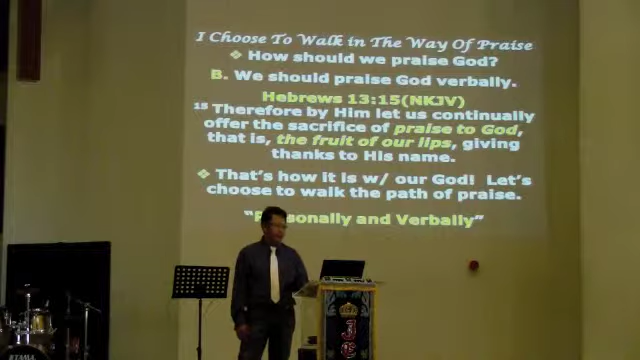 I Choose To Walk in The Way Of Praise
❖ How should we praise God?
B. We should praise God verbally.
Hebrews 13:15(NKJV)
15 Therefore by Him let us continually
offer the sacrifice of praise to God,
that is, the fruit of our lips, giving
thanks to His name.
❖ That's how it is w/ our God! Let's
choose to walk the path of praise.
"Personally and Verbally"
TAMA